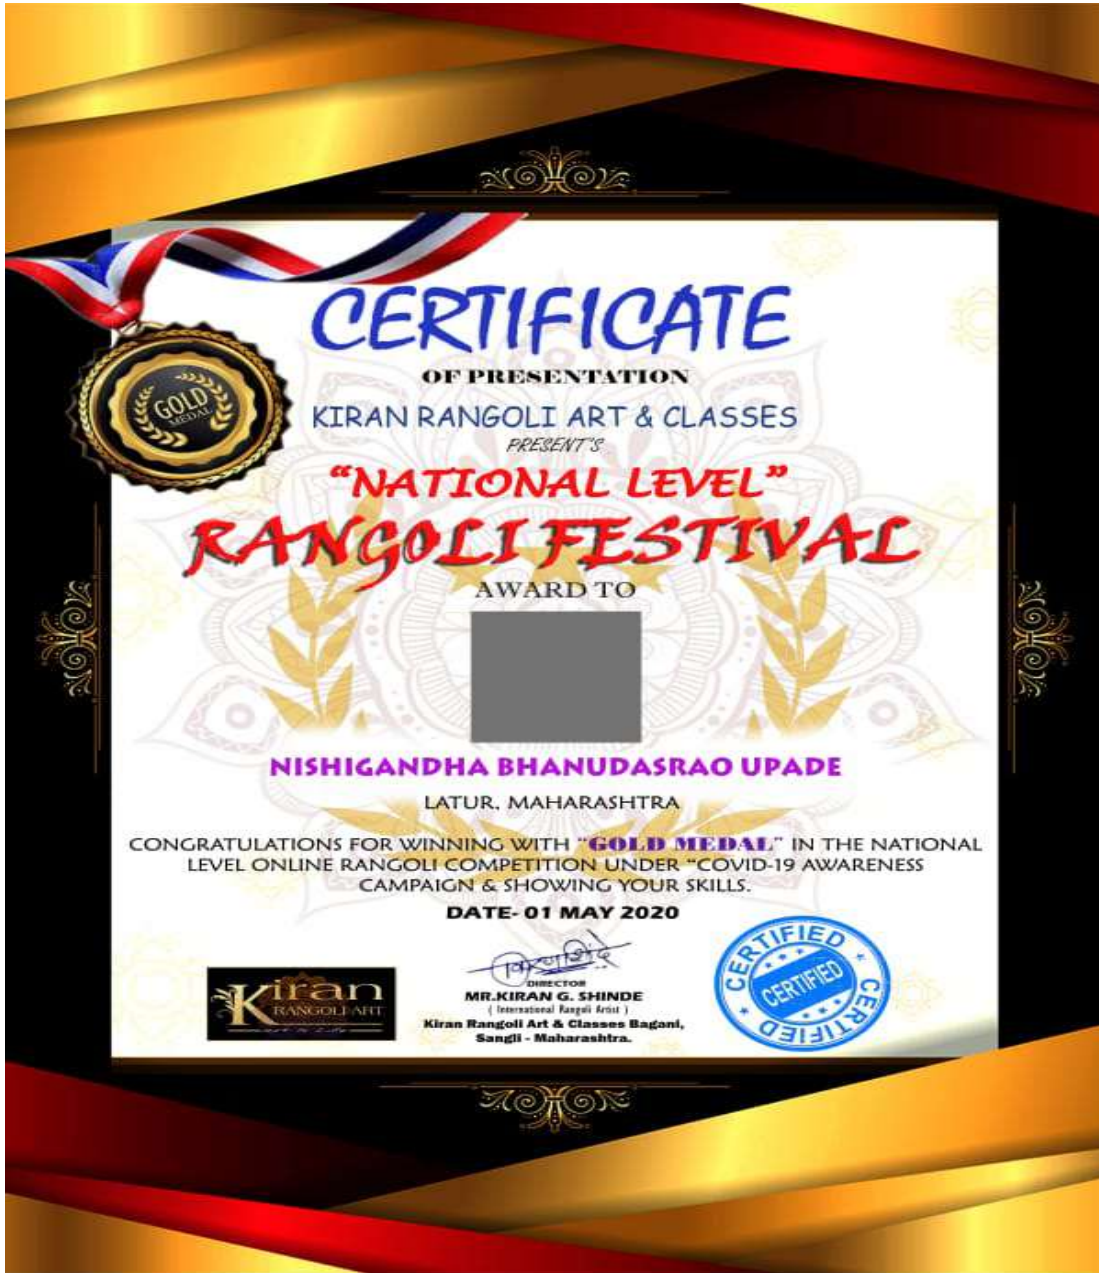 CERTIFICATE
OF PRESENTATION
GOLD
MEDAL
KIRAN RANGOLI ART & CLASSES
PRESENT'S
"NATIONAL LEVEL"
RANGOLI FESTIVAL
AWARD TO
NISHIGANDHA BHANUDASRAO UPADE
LATUR, MAHARASHTRA
CONGRATULATIONS FOR WINNING WITH "GOLD MEDAL" IN THE NATIONAL
LEVEL ONLINE RANGOLI COMPETITION UNDER "COVID-19 AWARENESS
CAMPAIGN & SHOWING YOUR SKILLS.
DATE- 01 MAY 2020
किरण शिंदे
DIRECTOR
MR.KIRAN G. SHINDE
( International Rangoli Artist )
Kiran Rangoli Art & Classes Bagani,
Sangli - Maharashtra.
Kiran
RANGOLI ART
CERTIFIED
CERTIFIED
CERTIFIED
CERTIFIED